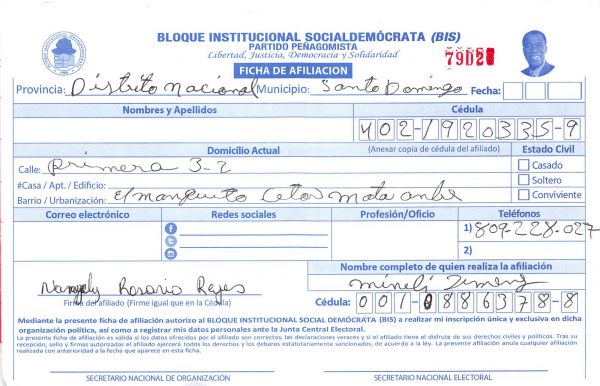 BLOQUE INSTITUCIONAL SOCIALDEMÓCRATA (BIS)
PARTIDO PEÑAGOMISTA
Libertad, Justicia, Democracia y Solidaridad
79028
FICHA DE AFILIACION
Provincia: Distrito Nacional Municipio: Santo Domingo Fecha:
Nombres y Apellidos Cédula
402-1920335-9
Domicilio Actual (Anexar copia de cédula del afiliado) Estado Civil
Calle: primera 3-2 Casado
#Casa / Apt. / Edificio: Soltero
Barrio / Urbanización: El manguito Conviviente
Correo electrónico Redes sociales Profesión/Oficio Teléfonos
1) 809-228-027
2)
Nombre completo de quien realiza la afiliación
Rosario Reyes
Firma del afiliado (Firme igual que en la Cédula)
Cédula: 001-0886378-8
Mediante la presente ficha de afiliación autorizo al BLOQUE INSTITUCIONAL SOCIAL DEMÓCRATA (BIS) a realizar mi inscripción única y exclusiva en dicha
organización política, así como a registrar mis datos personales ante la Junta Central Electoral.
La presente ficha de afiliación es válida si los datos ofrecidos por el afiliado son correctos, las declaraciones veraces y si el afiliado tiene el disfrute de sus derechos civiles y políticos. Tras su
recepción, sello y firmas autorizadas el afiliado ejercerá todos los derechos y los deberes estatutariamente sancionados, de acuerdo a la ley. La presente afiliación anula cualquier afiliación
realizada con anterioridad a la fecha que aparece en esta ficha.
SECRETARIO NACIONAL DE ORGANIZACIÓN SECRETARIO NACIONAL ELECTORAL